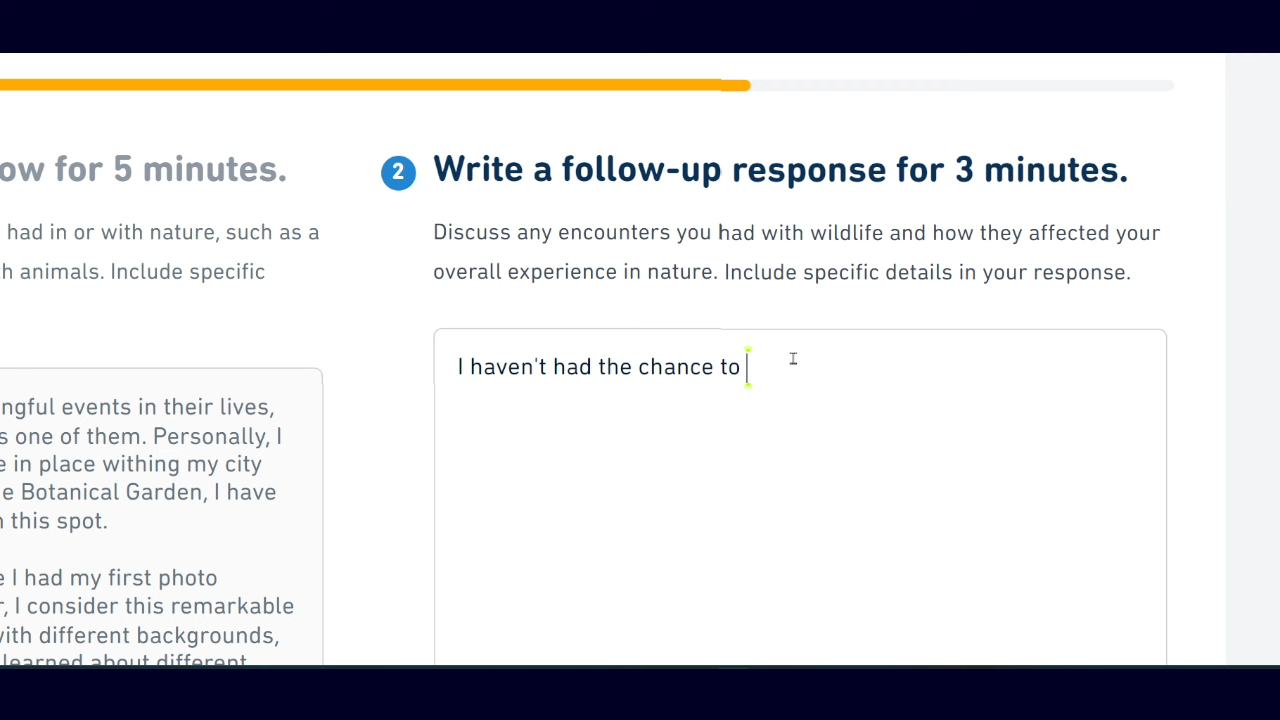 ow for 5 minutes.
had in or with nature, such as a
h animals. Include specific
ngful events in their lives,
s one of them. Personally, I
e in place withing my city
e Botanical Garden, I have
n this spot.
e I had my first photo
r, I consider this remarkable
with different backgrounds,
learned about different
2 Write a follow-up response for 3 minutes.
Discuss any encounters you had with wildlife and how they affected your
overall experience in nature. Include specific details in your response.
I haven't had the chance to